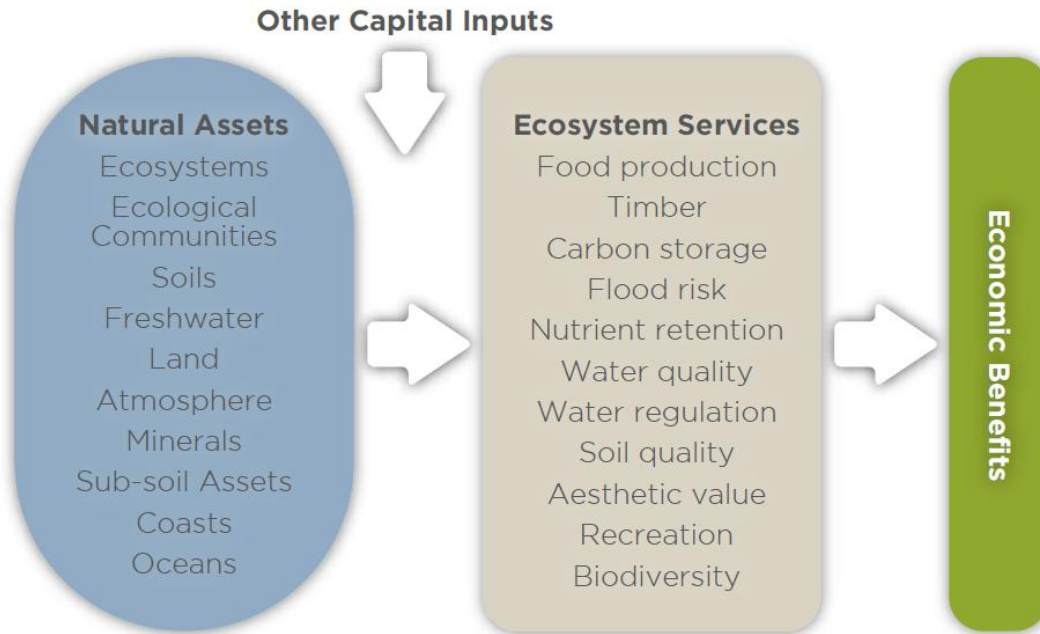 Other Capital Inputs
Natural Assets
Ecosystems
Ecological
Communities
Soils
Freshwater
Land
Atmosphere
Minerals
Sub-soil Assets
Coasts
Oceans
Ecosystem Services
Food production
Timber
Carbon storage
Flood risk
Nutrient retention
Water quality
Water regulation
Soil quality
Aesthetic value
Recreation
Biodiversity
Economic Benefits